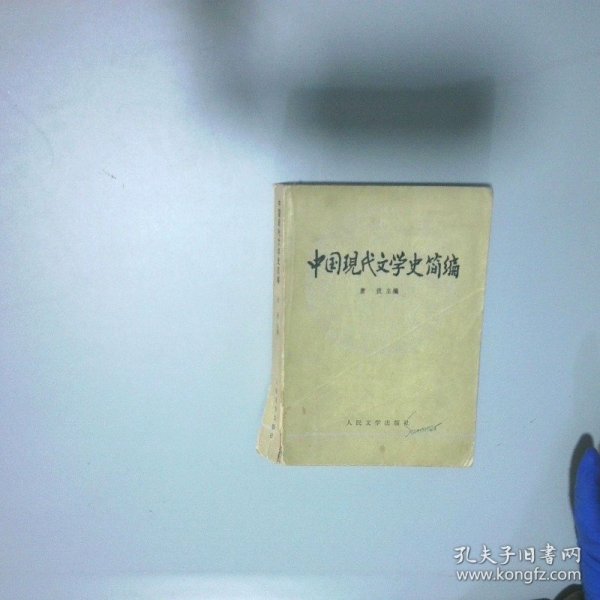 中国現代文学史简编
唐 弢 主编
人民文学出版社
孔夫子旧书网
www.kongfz.com